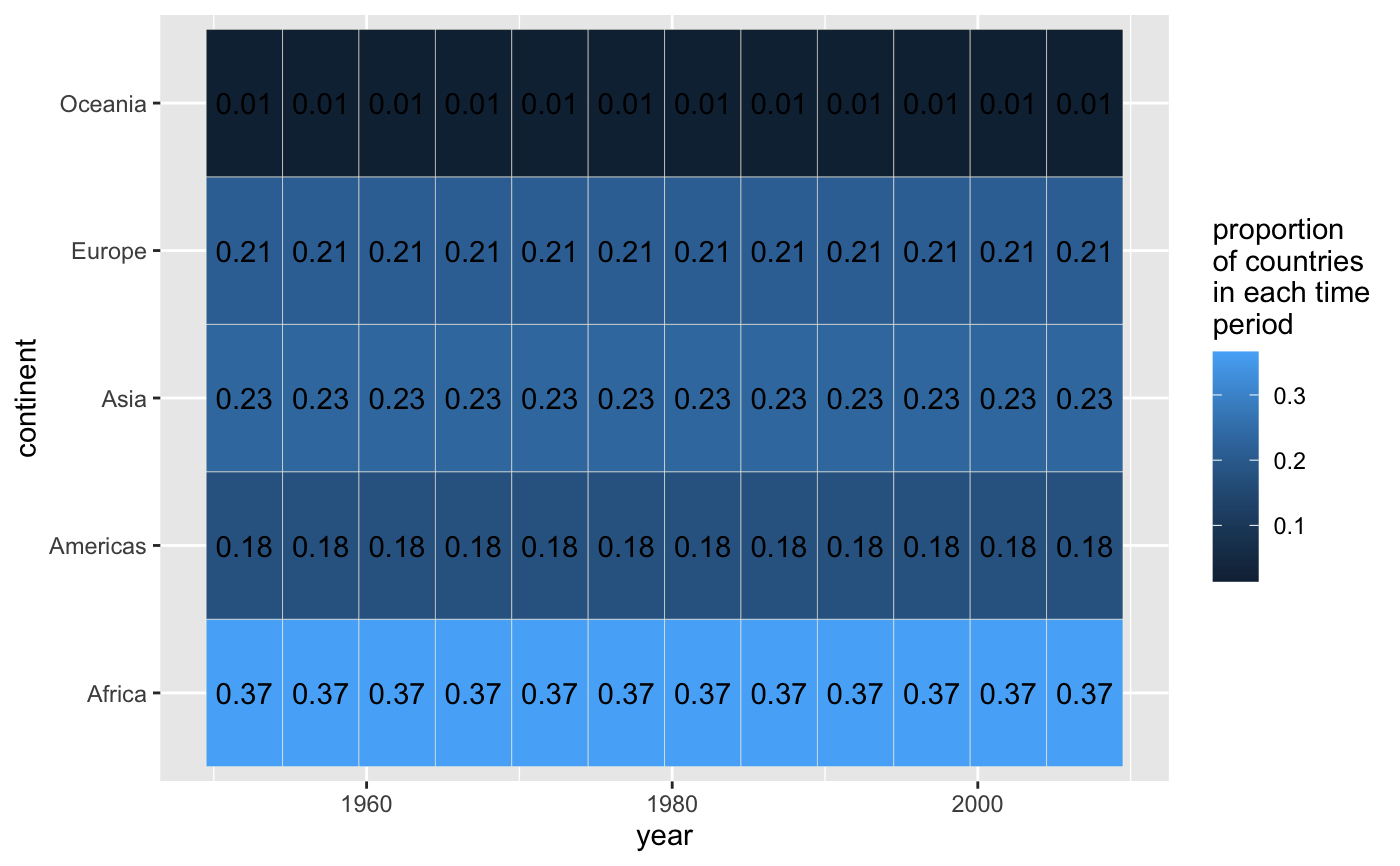 Oceania 0.01 0.01 0.01 0.01 0.01 0.01 0.01 0.01 0.01 0.01 0.01 0.01
Europe 0.21 0.21 0.21 0.21 0.21 0.21 0.21 0.21 0.21 0.21 0.21 0.21
Asia 0.23 0.23 0.23 0.23 0.23 0.23 0.23 0.23 0.23 0.23 0.23 0.23
Americas 0.18 0.18 0.18 0.18 0.18 0.18 0.18 0.18 0.18 0.18 0.18 0.18
Africa 0.37 0.37 0.37 0.37 0.37 0.37 0.37 0.37 0.37 0.37 0.37 0.37
continent
1960 1980 2000
year
proportion
of countries
in each time
period
0.3
0.2
0.1